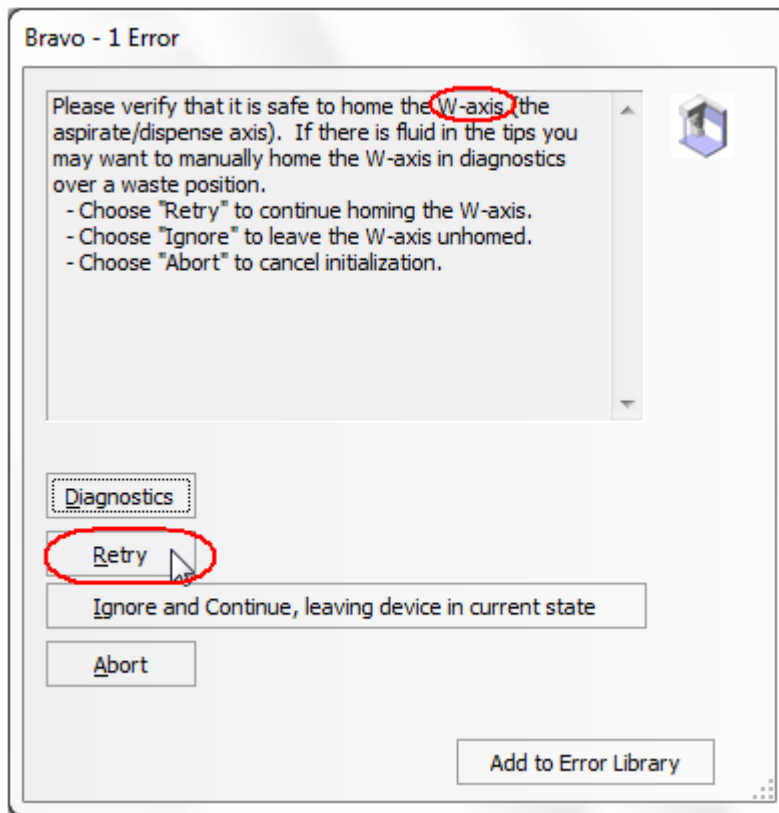 Bravo - 1 Error
Please verify that it is safe to home the W-axis (the
aspirate/dispense axis).  If there is fluid in the tips you
may want to manually home the W-axis in diagnostics
over a waste position.
- Choose "Retry" to continue homing the W-axis.
- Choose "Ignore" to leave the W-axis unhomed.
- Choose "Abort" to cancel initialization.
Diagnostics
Retry
Ignore and Continue, leaving device in current state
Abort
Add to Error Library